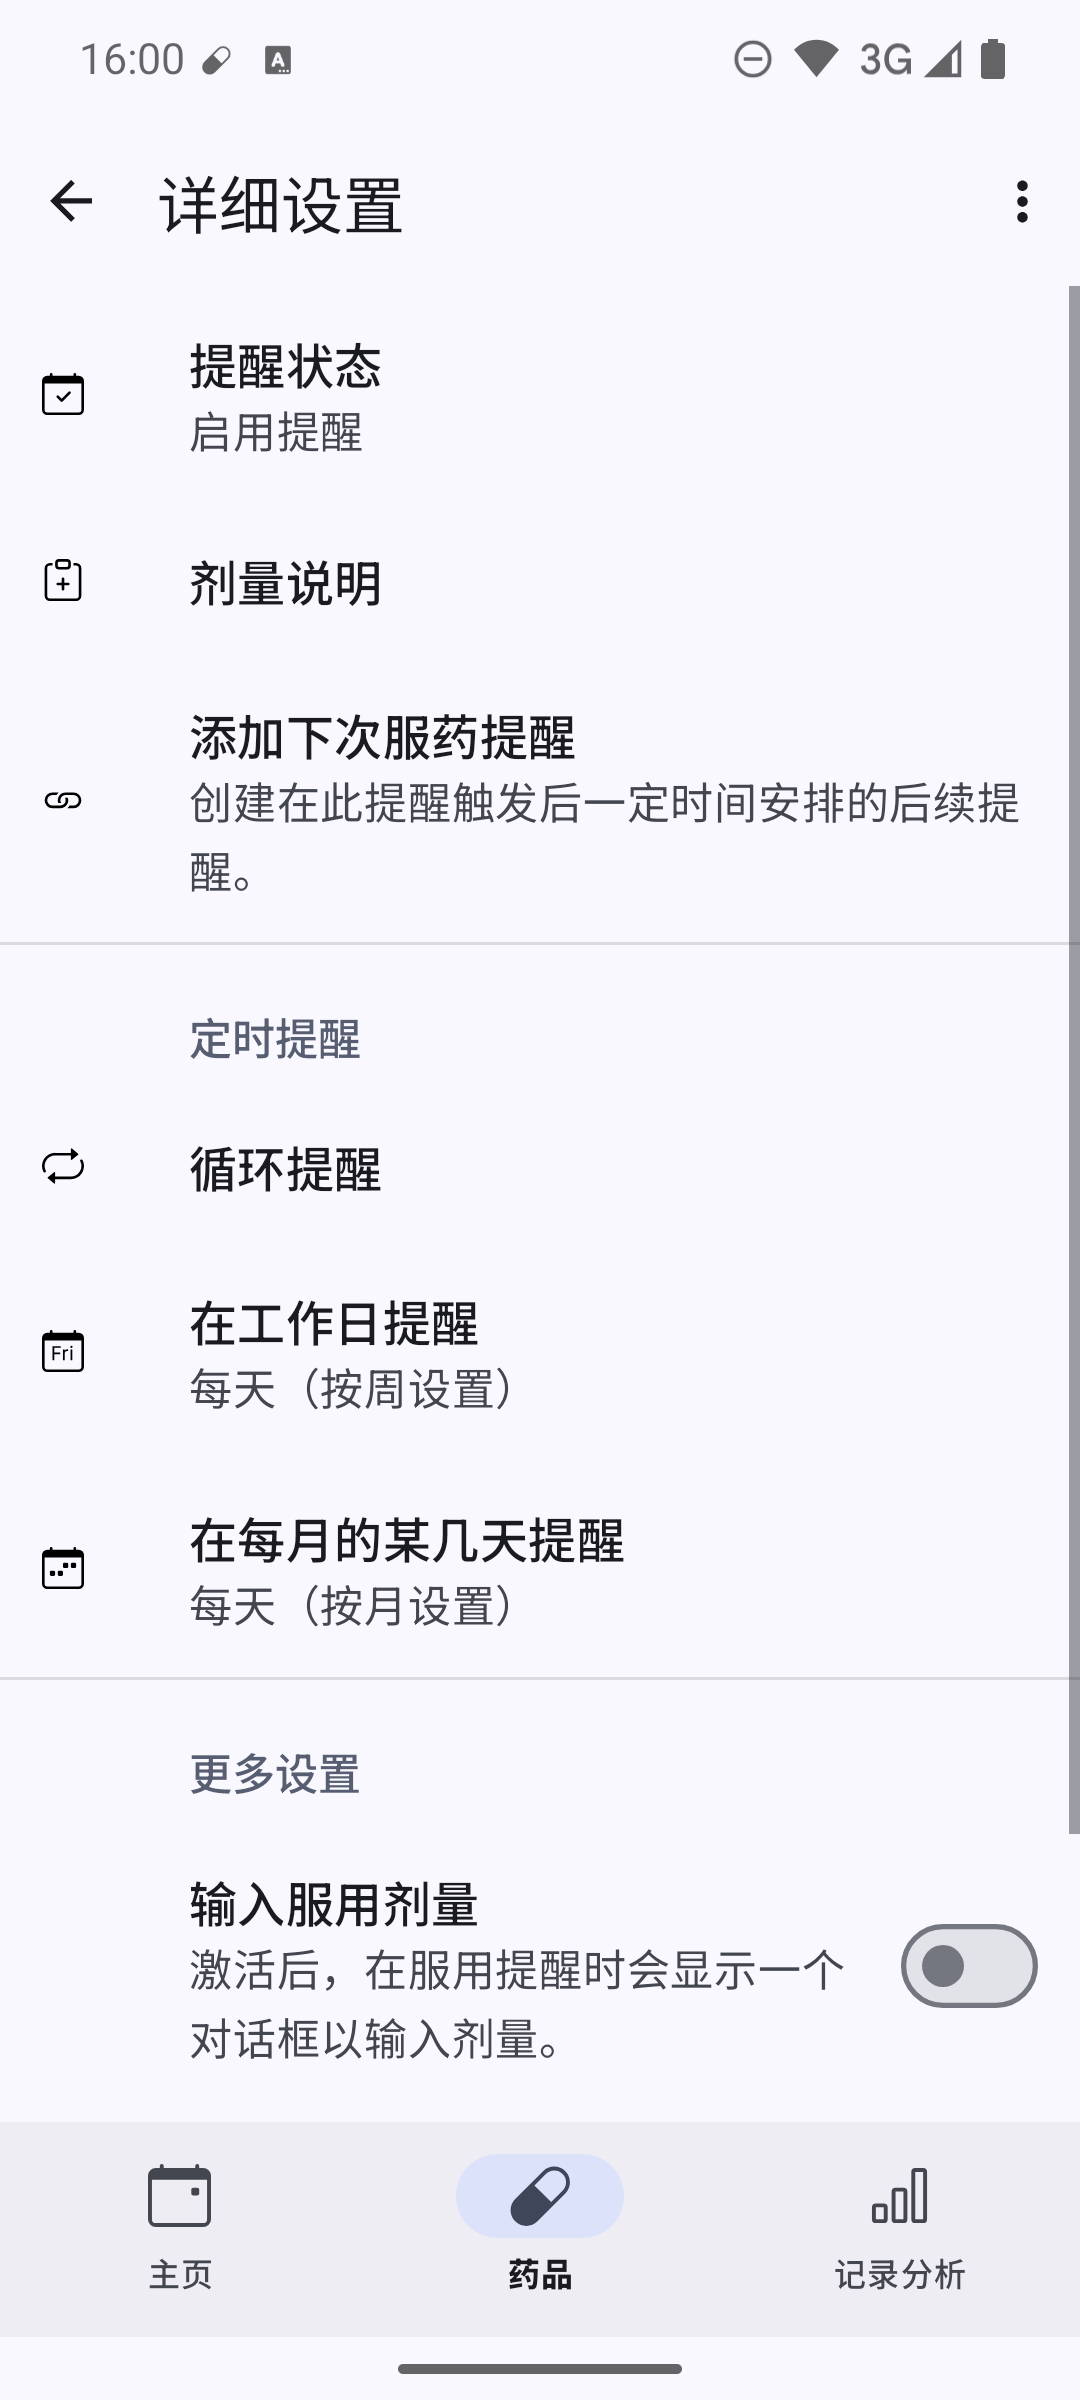 16:00
3G
详细设置
提醒状态
启用提醒
剂量说明
添加下次服药提醒
创建在此提醒触发后一定时间安排的后续提
醒。
定时提醒
循环提醒
Fri
在工作日提醒
每天（按周设置）
在每月的某几天提醒
每天（按月设置）
更多设置
输入服用剂量
激活后，在服用提醒时会显示一个
对话框以输入剂量。
主页
药品
记录分析